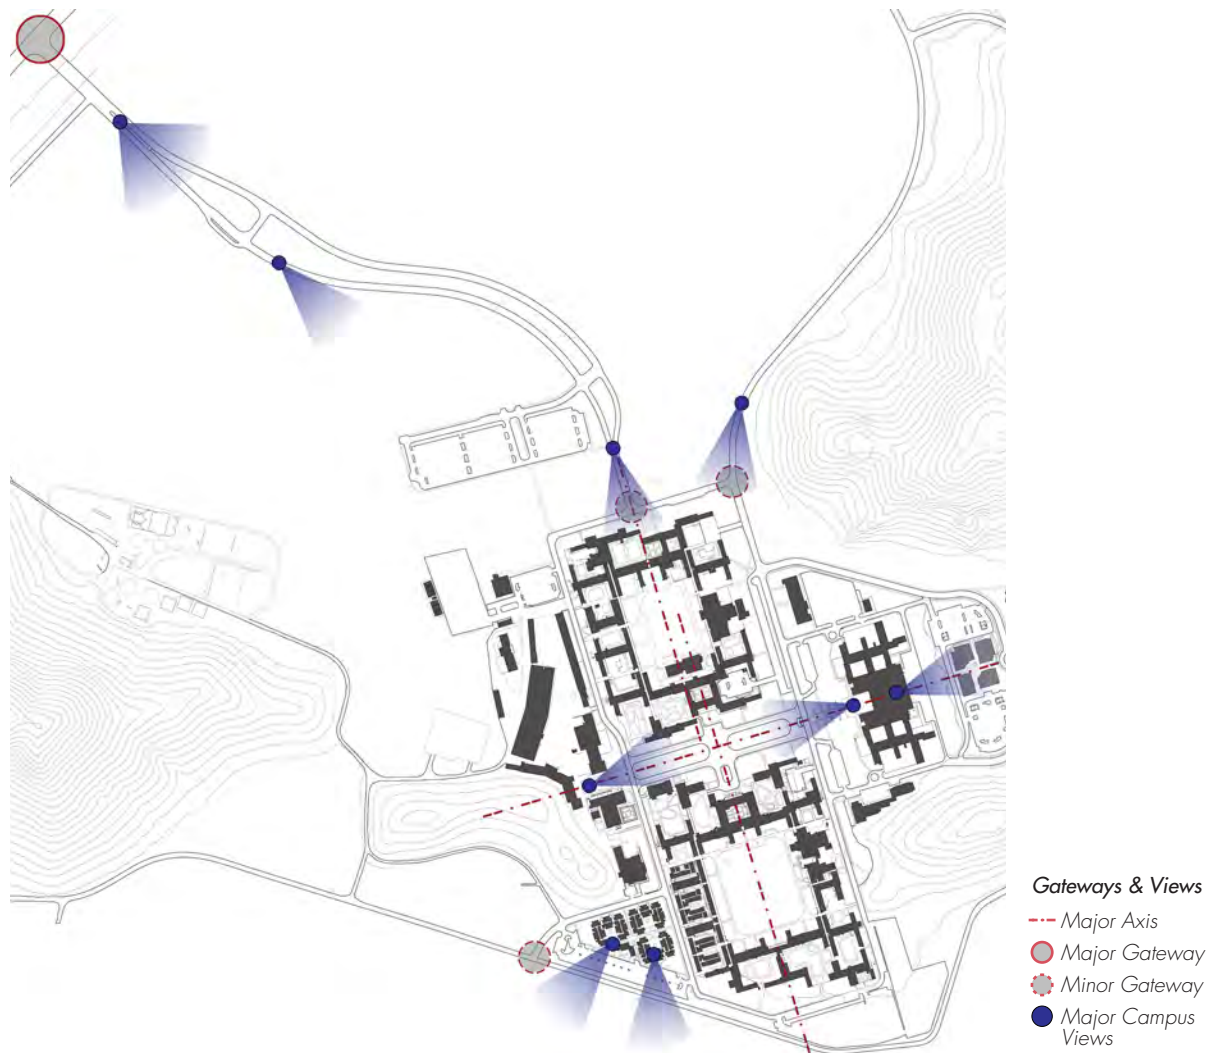 Gateways & Views
Major Axis
Major Gateway
Minor Gateway
Major Campus
Views